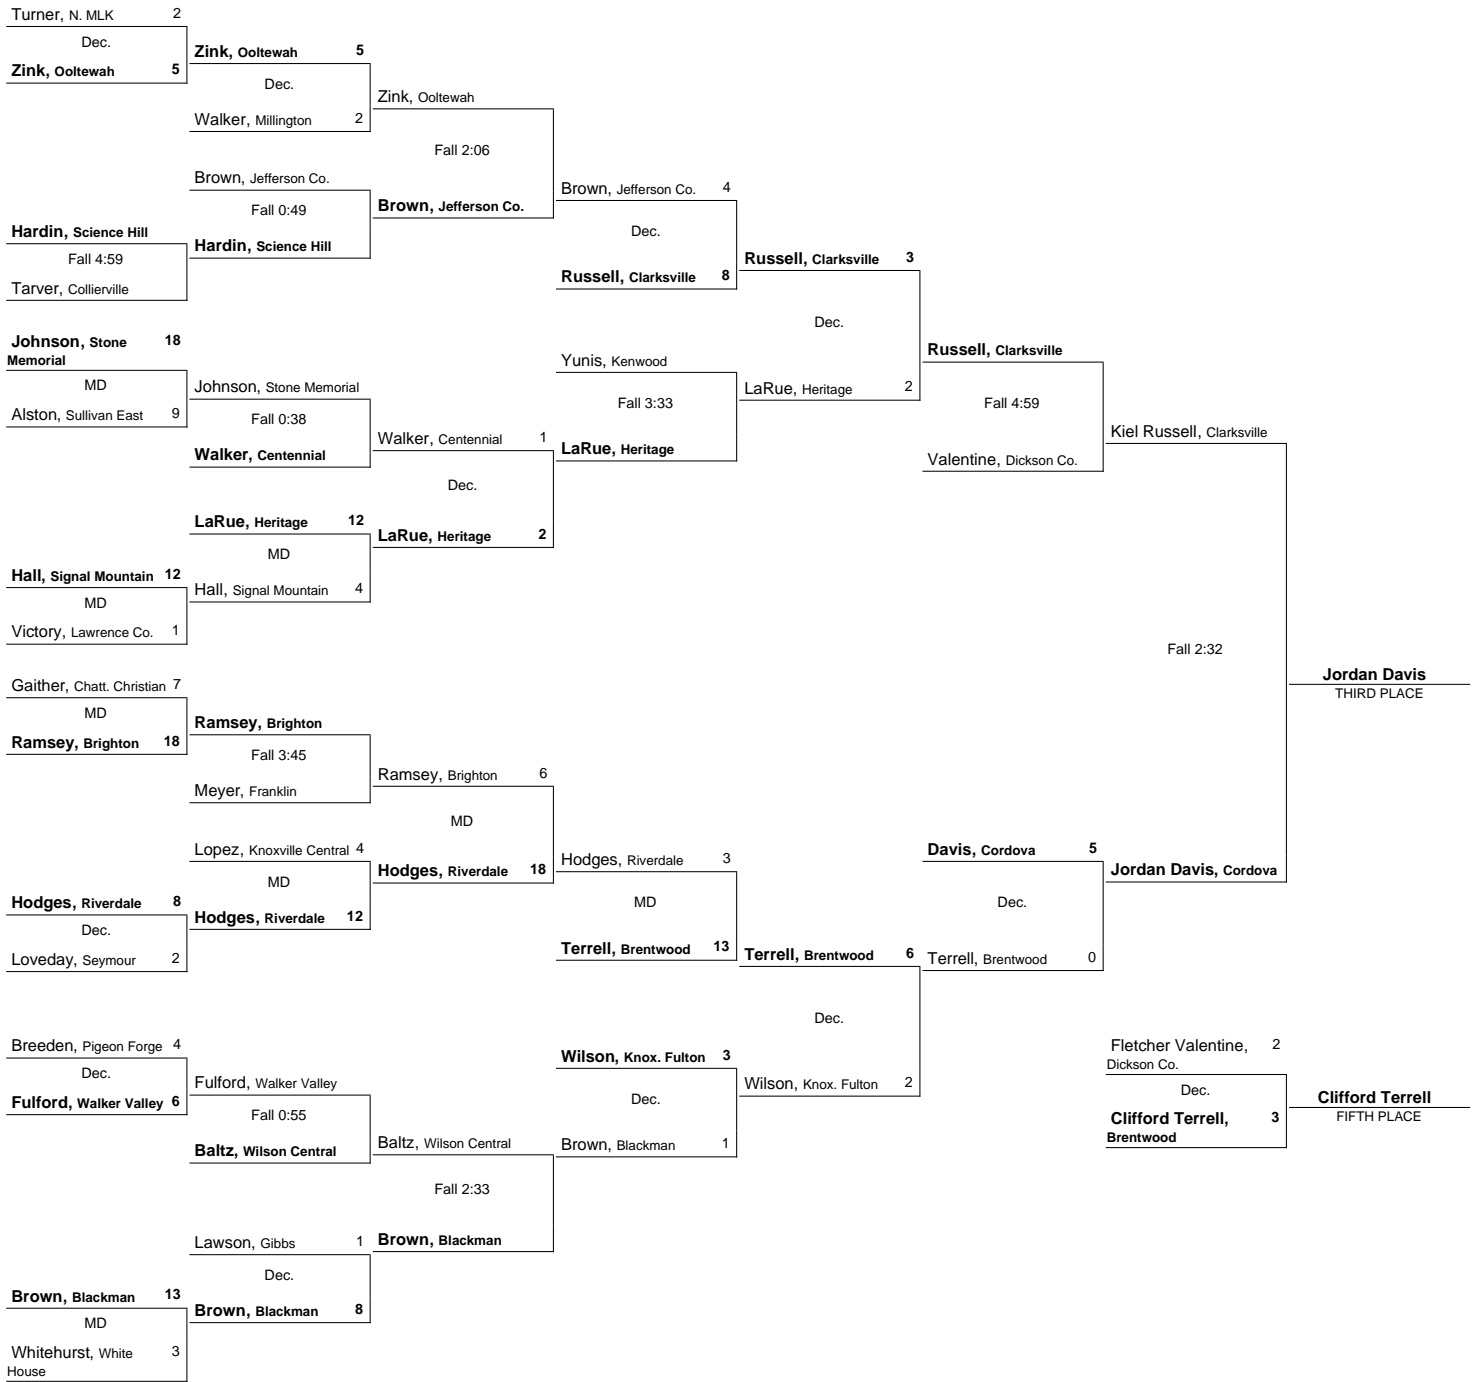 Turner, N. MLK 2
Dec.
Zink, Ooltewah 5
Hardin, Science Hill
Fall 4:59
Tarver, Collierville
Johnson, Stone 18
Memorial
MD
Alston, Sullivan East 9
Hall, Signal Mountain 12
MD
Victory, Lawrence Co. 1
Gaither, Chatt. Christian 7
MD
Ramsey, Brighton 18
Hodges, Riverdale 8
Dec.
Loveday, Seymour 2
Breeden, Pigeon Forge 4
Dec.
Fulford, Walker Valley 6
Brown, Blackman 13
MD
Whitehurst, White 3
House
Zink, Ooltewah 5
Dec.
Walker, Millington 2
Brown, Jefferson Co.
Fall 0:49
Hardin, Science Hill
Johnson, Stone Memorial
Fall 0:38
Walker, Centennial
LaRue, Heritage 12
MD
Hall, Signal Mountain 4
Ramsey, Brighton
Fall 3:45
Meyer, Franklin
Lopez, Knoxville Central 4
MD
Hodges, Riverdale 12
Fulford, Walker Valley
Fall 0:55
Baltz, Wilson Central
Lawson, Gibbs 1
Dec.
Brown, Blackman 8
Zink, Ooltewah
Fall 2:06
Brown, Jefferson Co.
Walker, Centennial 1
Dec.
LaRue, Heritage 2
Ramsey, Brighton 6
MD
Hodges, Riverdale 18
Baltz, Wilson Central
Fall 2:33
Brown, Blackman
Brown, Jefferson Co. 4
Dec.
Russell, Clarksville 8
Yunis, Kenwood
Fall 3:33
LaRue, Heritage
Hodges, Riverdale 3
MD
Terrell, Brentwood 13
Wilson, Knox. Fulton 3
Dec.
Brown, Blackman 1
Russell, Clarksville 3
Dec.
LaRue, Heritage 2
Terrell, Brentwood 6
Dec.
Wilson, Knox. Fulton 2
Russell, Clarksville
Fall 4:59
Valentine, Dickson Co.
Davis, Cordova 5
Dec.
Terrell, Brentwood 0
Kiel Russell, Clarksville
Fall 2:32
Jordan Davis, Cordova
Jordan Davis
THIRD PLACE
Fletcher Valentine, 2
Dickson Co.
Dec.
Clifford Terrell, 3
Brentwood
Clifford Terrell
FIFTH PLACE